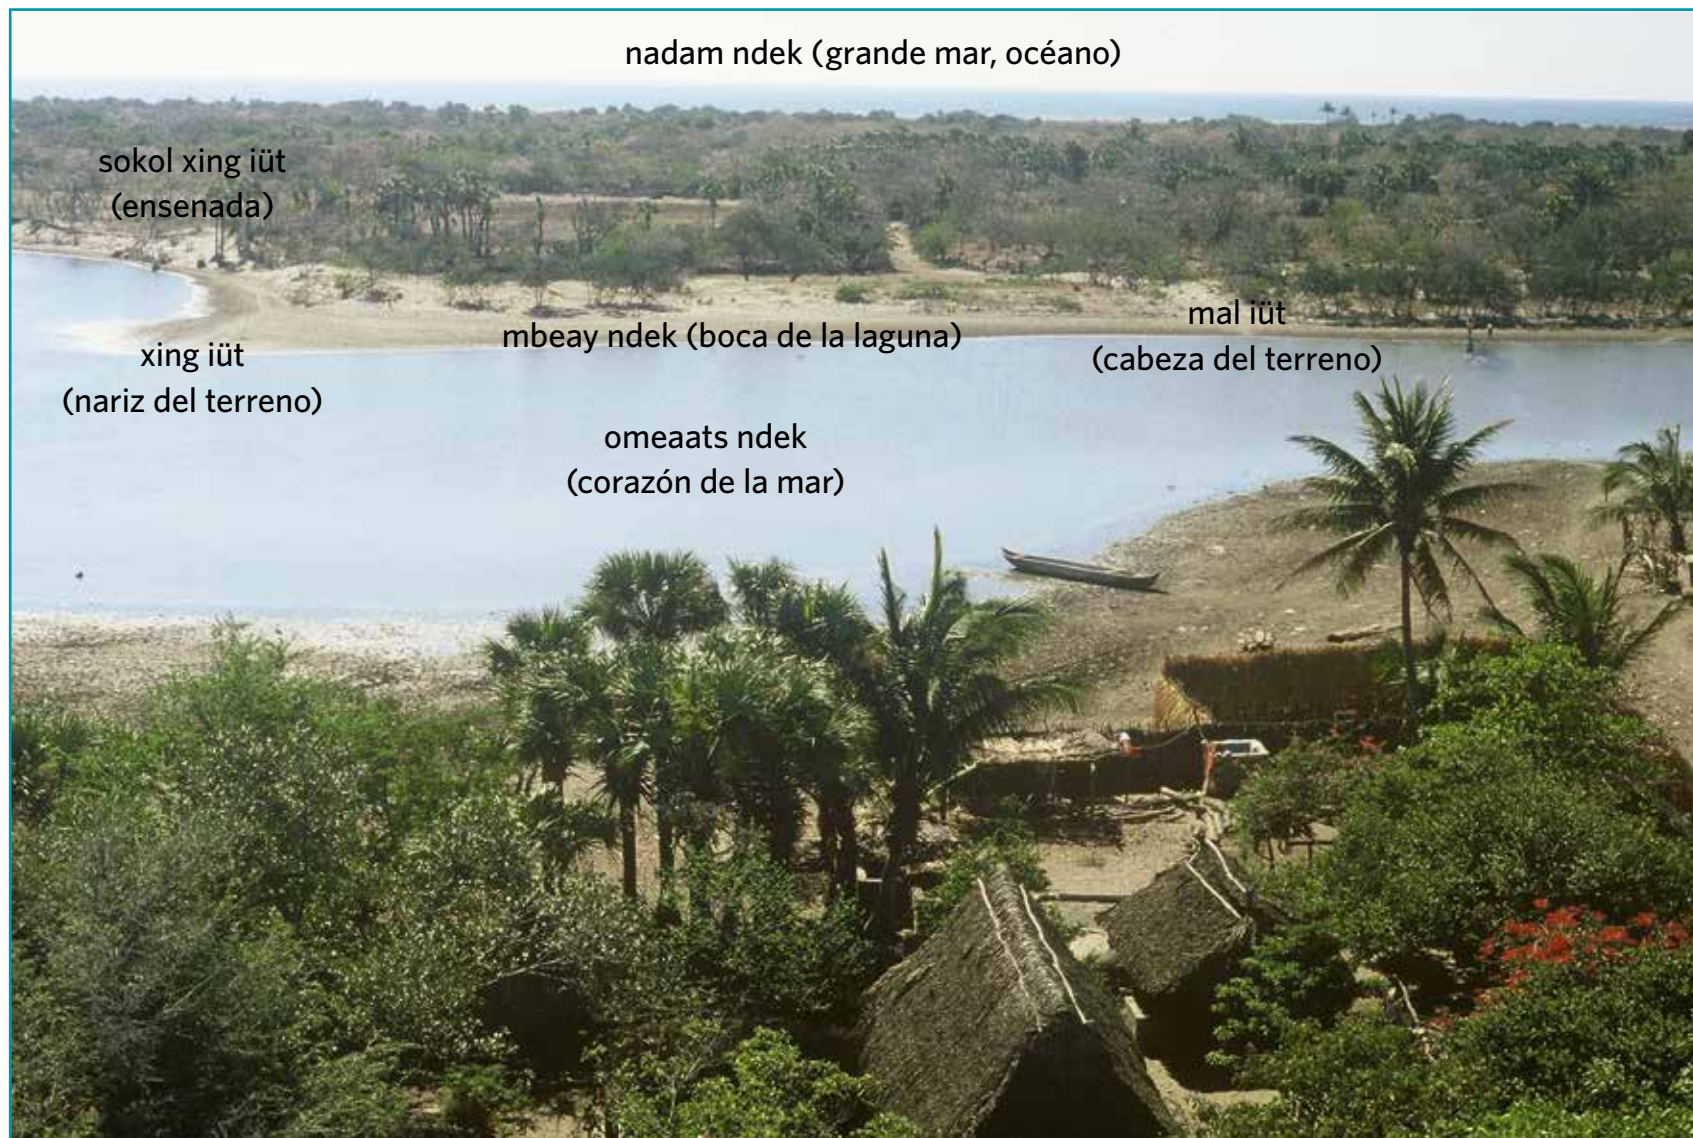 nadam ndek (grande mar, océano)
sokol xing iüt
(ensenada)
mal iüt
(cabeza del terreno)
mbeay ndek (boca de la laguna)
xing iüt
(nariz del terreno)
omeaats ndek
(corazón de la mar)